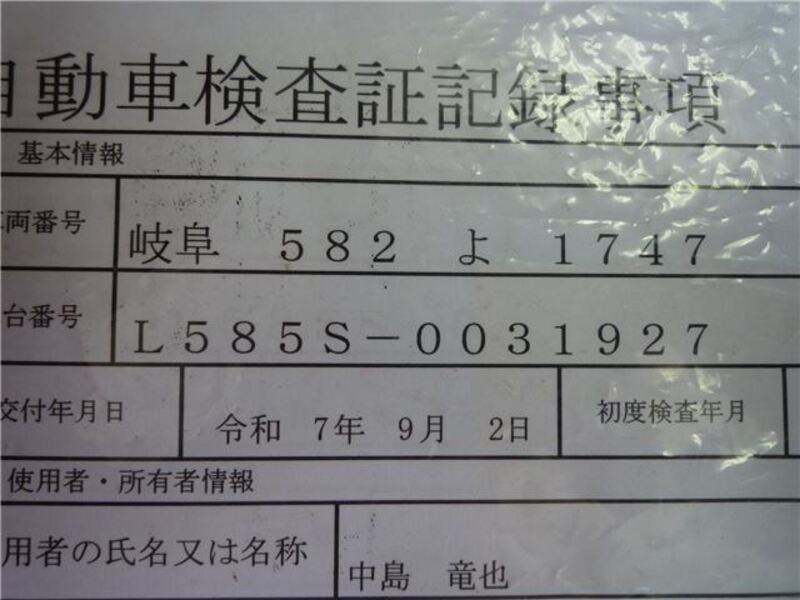 自動車検査証記録事項
基本情報
両番号
岐阜 582 よ 1747
台番号
L585S-0031927
交付年月日
令和 7年 9月 2日
初度検査年月
使用者・所有者情報
用者の氏名又は名称
中島 竜也